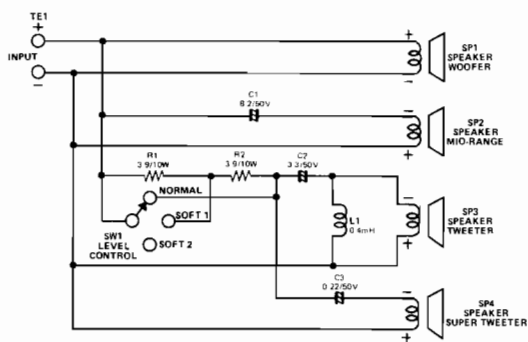 TE1
+
INPUT
−
+
−
SP1
SPEAKER
WOOFER
C1
8.2/50V
−
+
SP2
SPEAKER
MIO-RANGE
R1
3 9/10W
R2
3 9/10W
C2
3 3/50V
NORMAL
SOFT 1
SW1
LEVEL
CONTROL
SOFT 2
L1
0 4mH
−
+
SP3
SPEAKER
TWEETER
C3
0 22/50V
−
+
SP4
SPEAKER
SUPER TWEETER